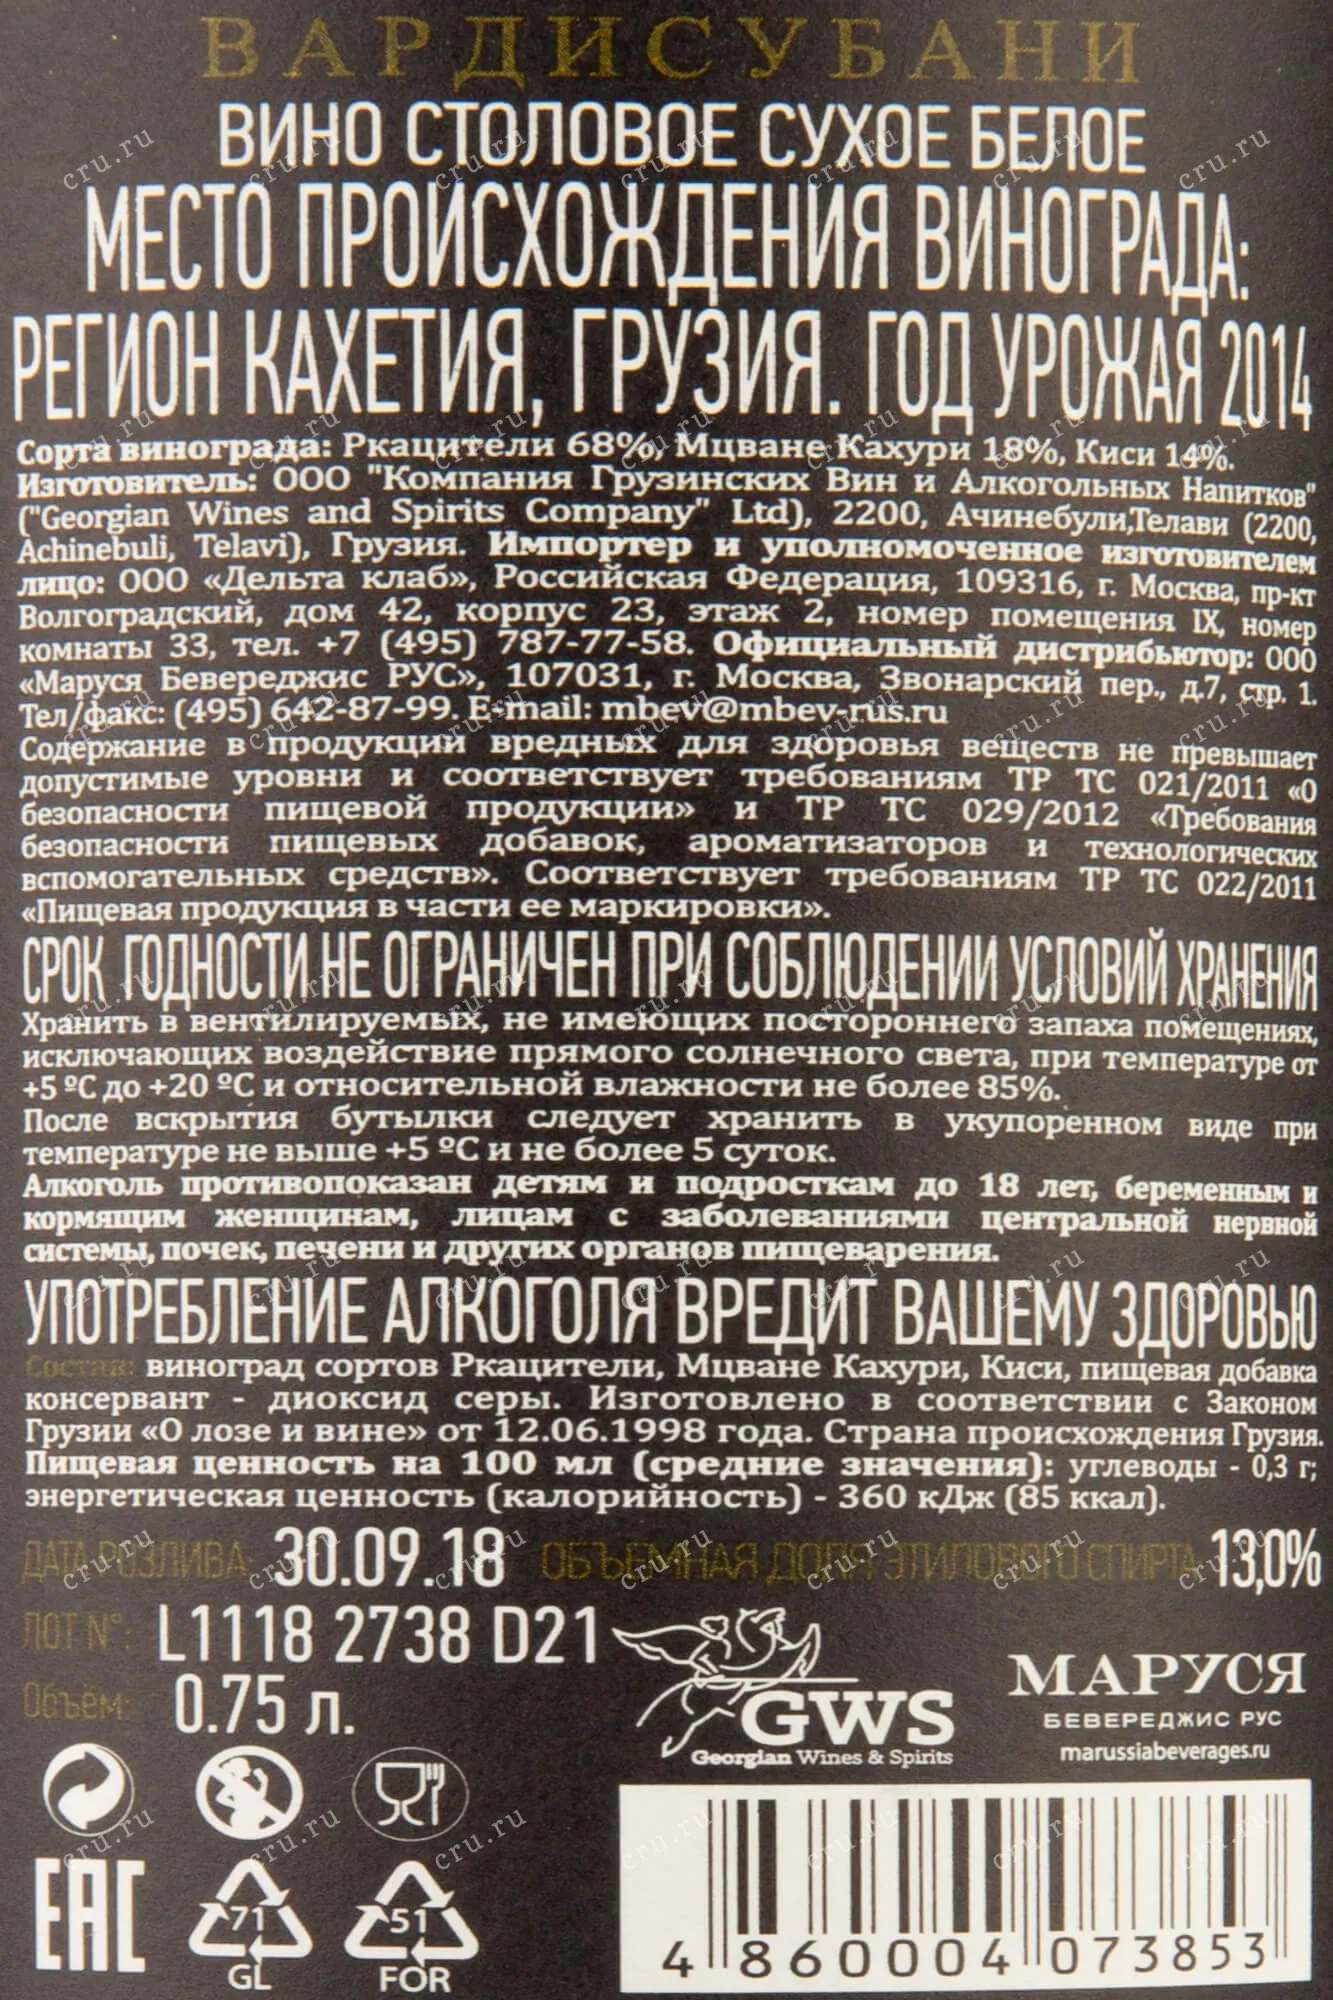 ВАРДИСУБАНИ
ВИНО СТОЛОВОЕ СУХОЕ БЕЛОЕ
МЕСТО ПРОИСХОЖДЕНИЯ ВИНОГРАДА:
РЕГИОН КАХЕТИЯ, ГРУЗИЯ. ГОД УРОЖАЯ 2014
Сорта винограда: Ркацители 68%, Мцване Кахури 18%, Киси 14%.
Изготовитель: ООО "Компания Грузинских Вин и Алкогольных Напитков"
("Georgian Wines and Spirits Company" Ltd), 2200, Ачинебули,Телави (2200,
Achinebuli, Telavi), Грузия. Импортер и уполномоченное изготовителем
лицо: ООО «Дельта клаб», Российская Федерация, 109316, г. Москва, пр-кт
Волгоградский, дом 42, корпус 23, этаж 2, номер помещения IX, номер
комнаты 33, тел. +7 (495) 787-77-58. Официальный дистрибьютор: ООО
«Маруся Бевереджис РУС», 107031, г. Москва, Звонарский пер., д.7, стр. 1.
Тел/факс: (495) 642-87-99. E-mail: mbev@mbev-rus.ru
Содержание в продукции вредных для здоровья веществ не превышает
допустимые уровни и соответствует требованиям ТР ТС 021/2011 «О
безопасности пищевой продукции» и ТР ТС 029/2012 «Требования
безопасности пищевых добавок, ароматизаторов и технологических
вспомогательных средств». Соответствует требованиям ТР ТС 022/2011
«Пищевая продукция в части ее маркировки».
СРОК ГОДНОСТИ НЕ ОГРАНИЧЕН ПРИ СОБЛЮДЕНИИ УСЛОВИЙ ХРАНЕНИЯ
Хранить в вентилируемых, не имеющих постороннего запаха помещениях,
исключающих воздействие прямого солнечного света, при температуре от
+5 ºC до +20 ºC и относительной влажности не более 85%.
После вскрытия бутылки следует хранить в укупоренном виде при
температуре не выше +5 ºC и не более 5 суток.
Алкоголь противопоказан детям и подросткам до 18 лет, беременным и
кормящим женщинам, лицам с заболеваниями центральной нервной
системы, почек, печени и других органов пищеварения.
УПОТРЕБЛЕНИЕ АЛКОГОЛЯ ВРЕДИТ ВАШЕМУ ЗДОРОВЬЮ
Состав: виноград сортов Ркацители, Мцване Кахури, Киси, пищевая добавка
консервант - диоксид серы. Изготовлено в соответствии с Законом
Грузии «О лозе и вине» от 12.06.1998 года. Страна происхождения Грузия.
Пищевая ценность на 100 мл (средние значения): углеводы - 0,3 г;
энергетическая ценность (калорийность) - 360 кДж (85 ккал).
ДАТА РОЗЛИВА: 30.09.18 ОБЪЕМНАЯ ДОЛЯ ЭТИЛОВОГО СПИРТА: 13,0%
ЛОТ N°: L1118 2738 D21
Объём: 0.75 л.
GWS
Georgian Wines & Spirits
МАРУСЯ
БЕВЕРЕДЖИС РУС
marussiabeverages.ru
EAC
71
GL
51
FOR
4 860004 073853
cru.ru